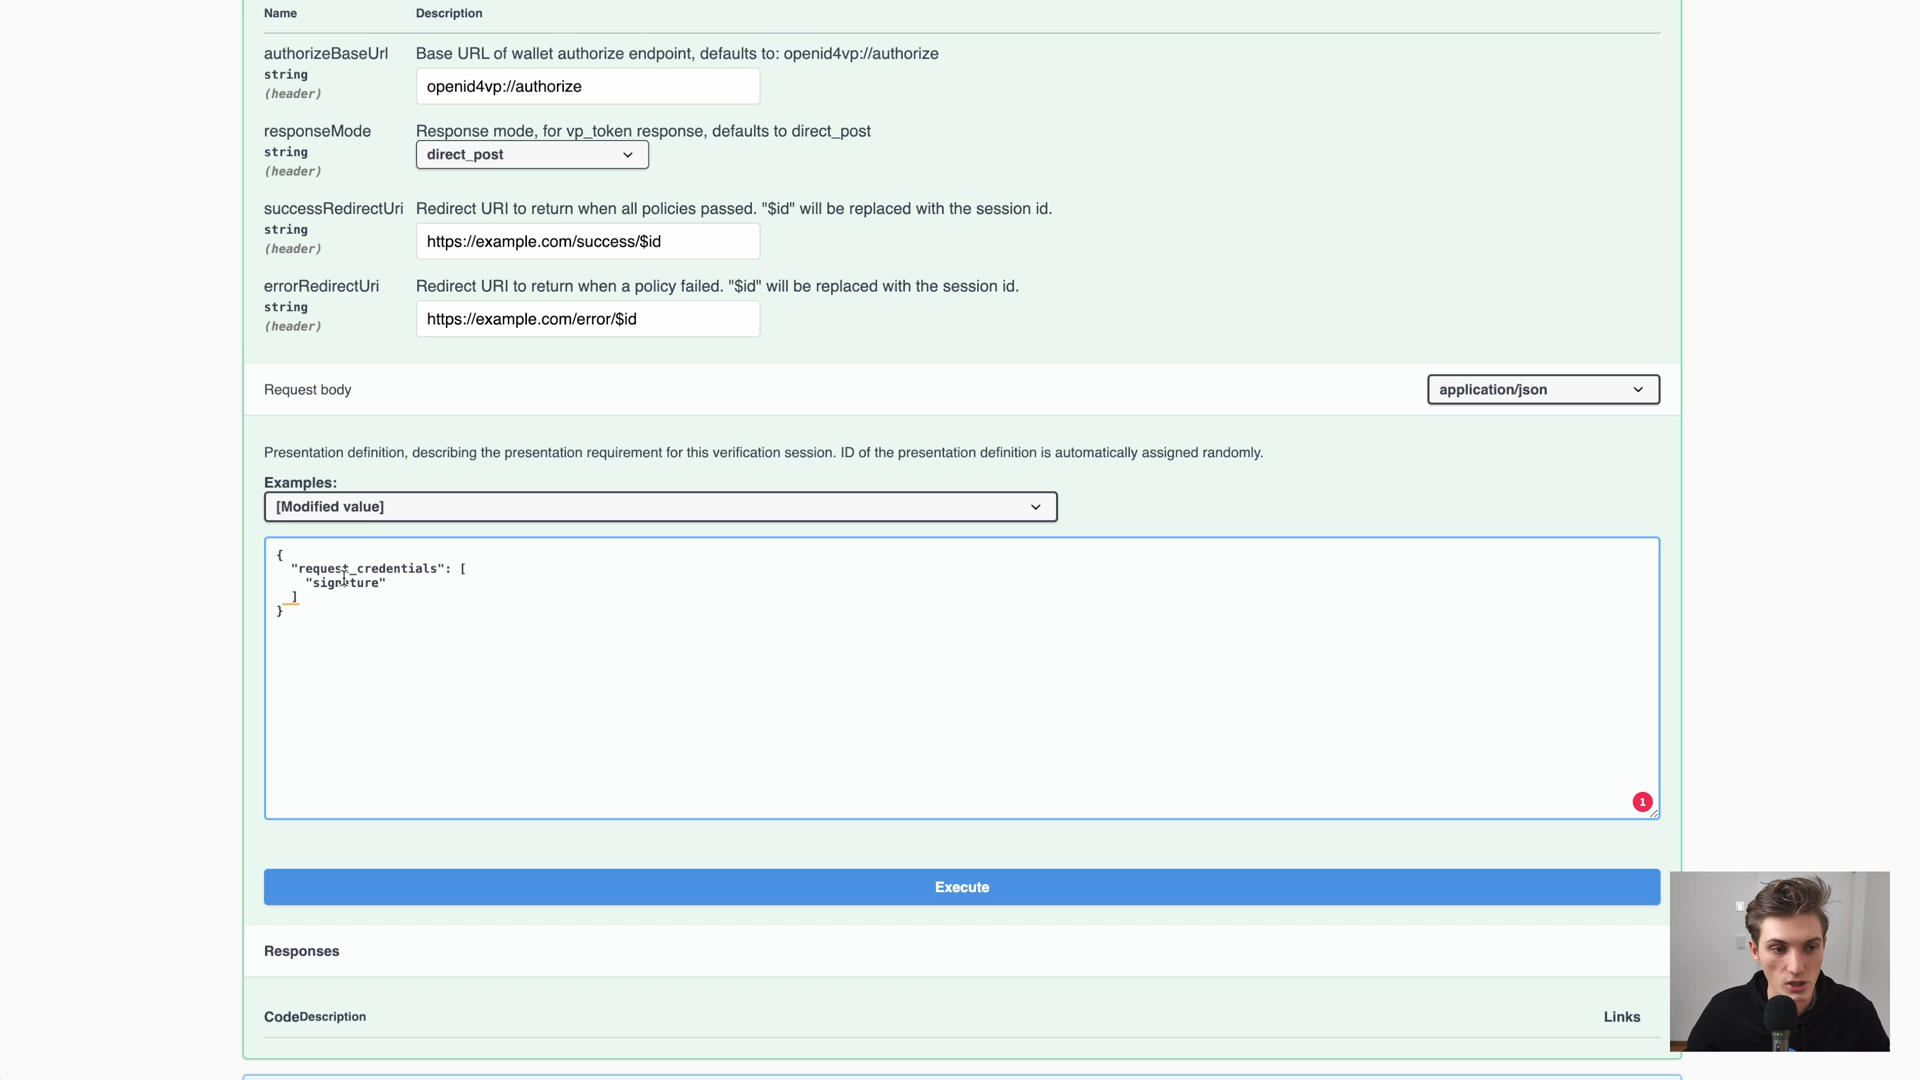 Name Description
authorizeBaseUrl Base URL of wallet authorize endpoint, defaults to: openid4vp://authorize
string
(header)
openid4vp://authorize
responseMode Response mode, for vp_token response, defaults to direct_post
string
(header)
direct_post
successRedirectUri Redirect URI to return when all policies passed. "$id" will be replaced with the session id.
string
(header)
https://example.com/success/$id
errorRedirectUri Redirect URI to return when a policy failed. "$id" will be replaced with the session id.
string
(header)
https://example.com/error/$id
Request body application/json
Presentation definition, describing the presentation requirement for this verification session. ID of the presentation definition is automatically assigned randomly.
Examples:
[Modified value]
{
"request_credentials": [
"signature"
]
}
1
Execute
Responses
CodeDescription Links